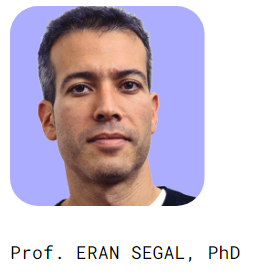 Prof. ERAN SEGAL, PhD